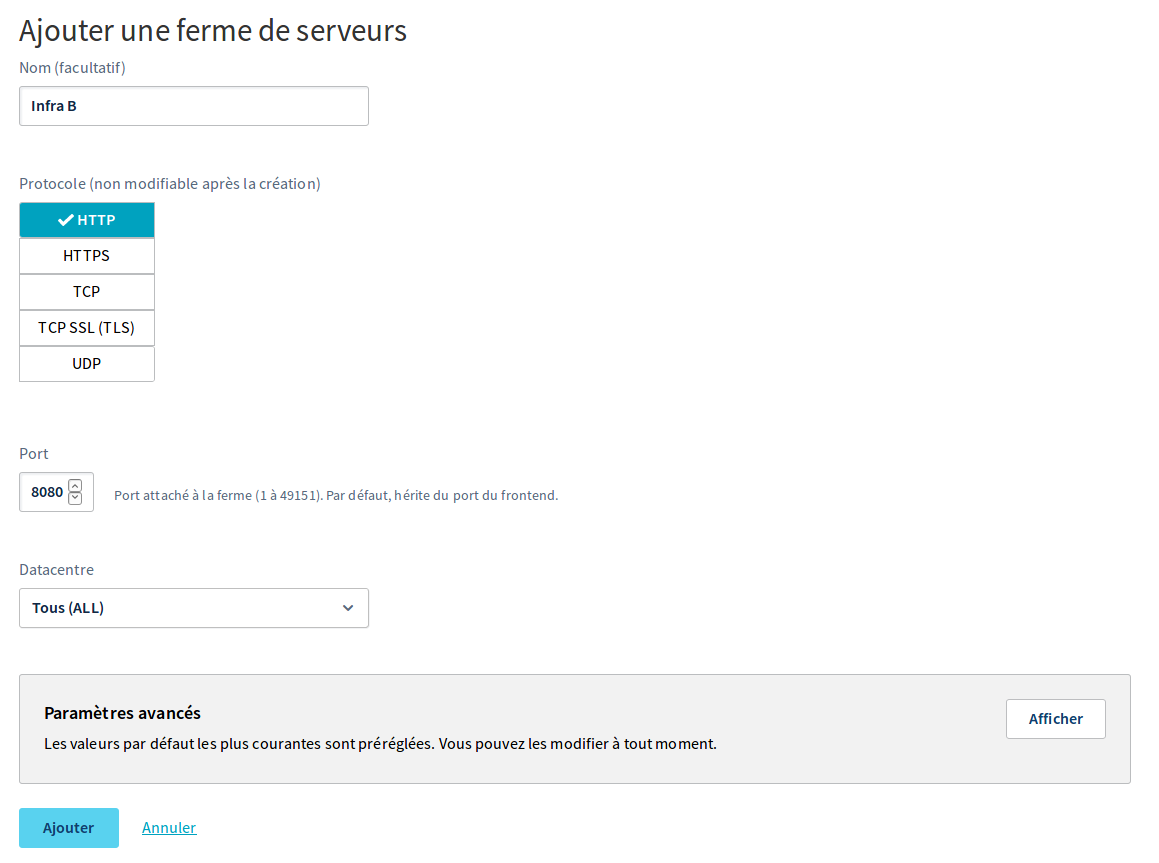 Ajouter une ferme de serveurs
Nom (facultatif)
Infra B
Protocole (non modifiable après la création)
HTTP
HTTPS
TCP
TCP SSL (TLS)
UDP
Port
8080
Port attaché à la ferme (1 à 49151). Par défaut, hérite du port du frontend.
Datacentre
Tous (ALL)
Paramètres avancés
Afficher
Les valeurs par défaut les plus courantes sont préréglées. Vous pouvez les modifier à tout moment.
Ajouter Annuler